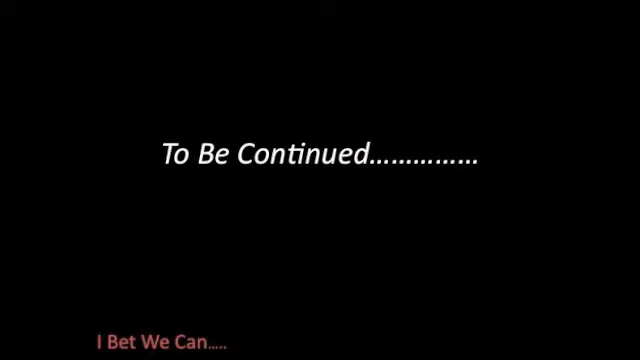 To Be Continued……………
I Bet We Can…..